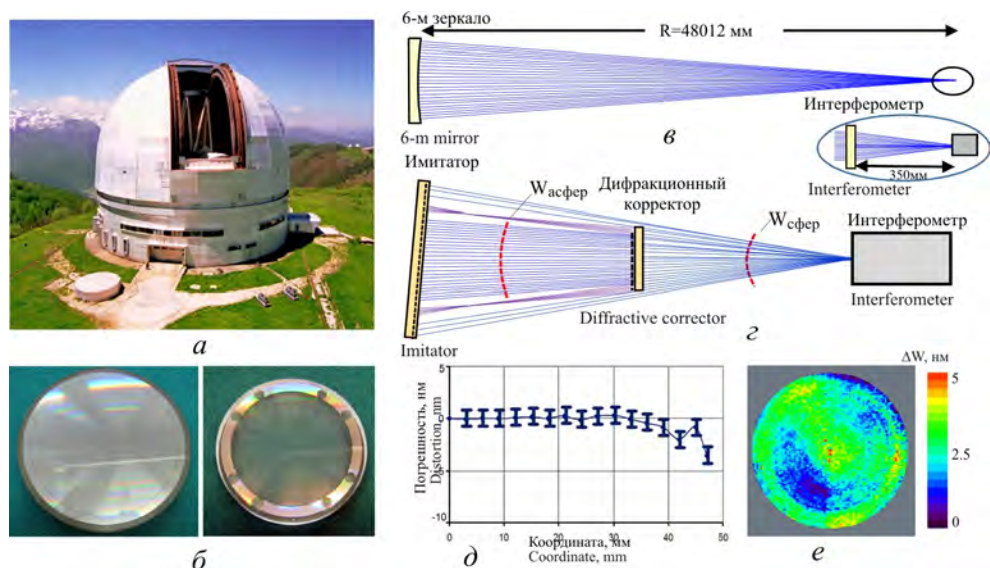 6-м зеркало
R=48012 мм
6-m mirror
в
Интерферометр
350мм
Interferometer
Имитатор
Wасфер
Дифракционный
корректор
Wсфер
Интерферометр
Interferometer
Diffractive corrector
г
Imitator
а
б
Погрешность, нм
Distortion, nm
5
0
-5
-10
0
10
20
30
40
50
Координата, мм
Coordinate, mm
д
ΔW, нм
5
2.5
0
е